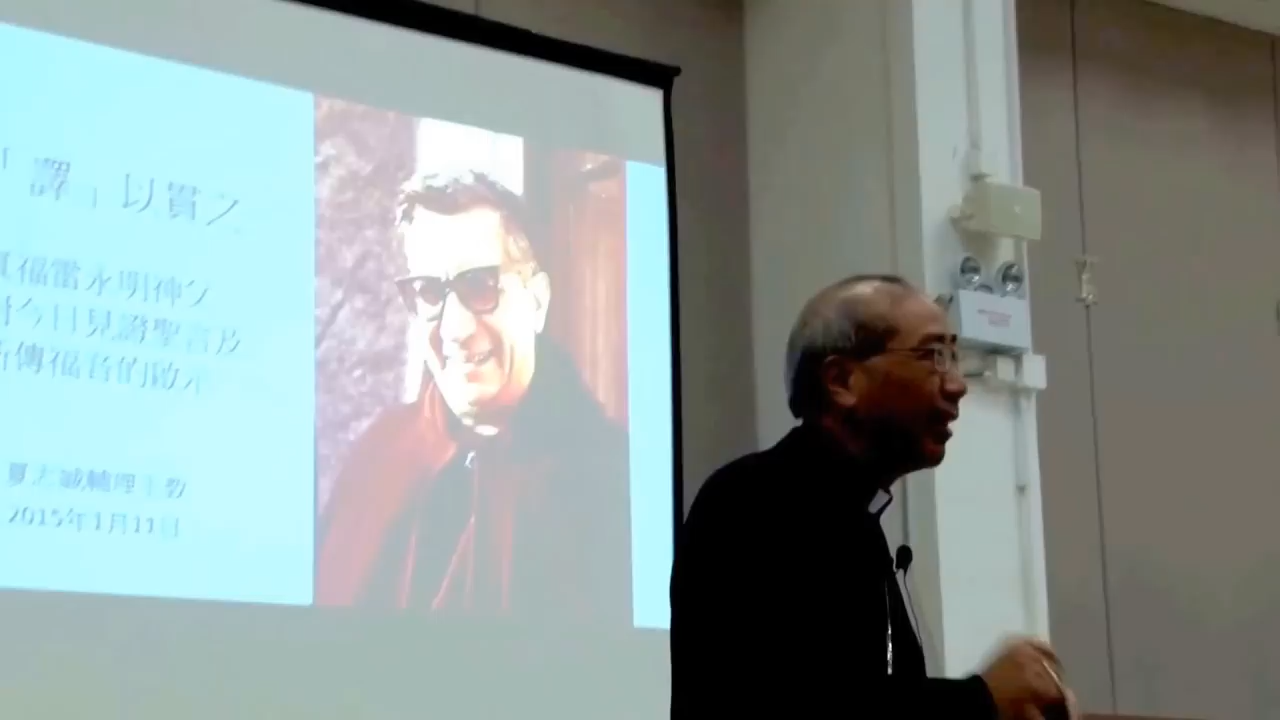 「譯」以貫之
真福雷永明神父
對今日見證聖言及
新傳福音的啟示
夏志誠輔理主教
2015年1月11日